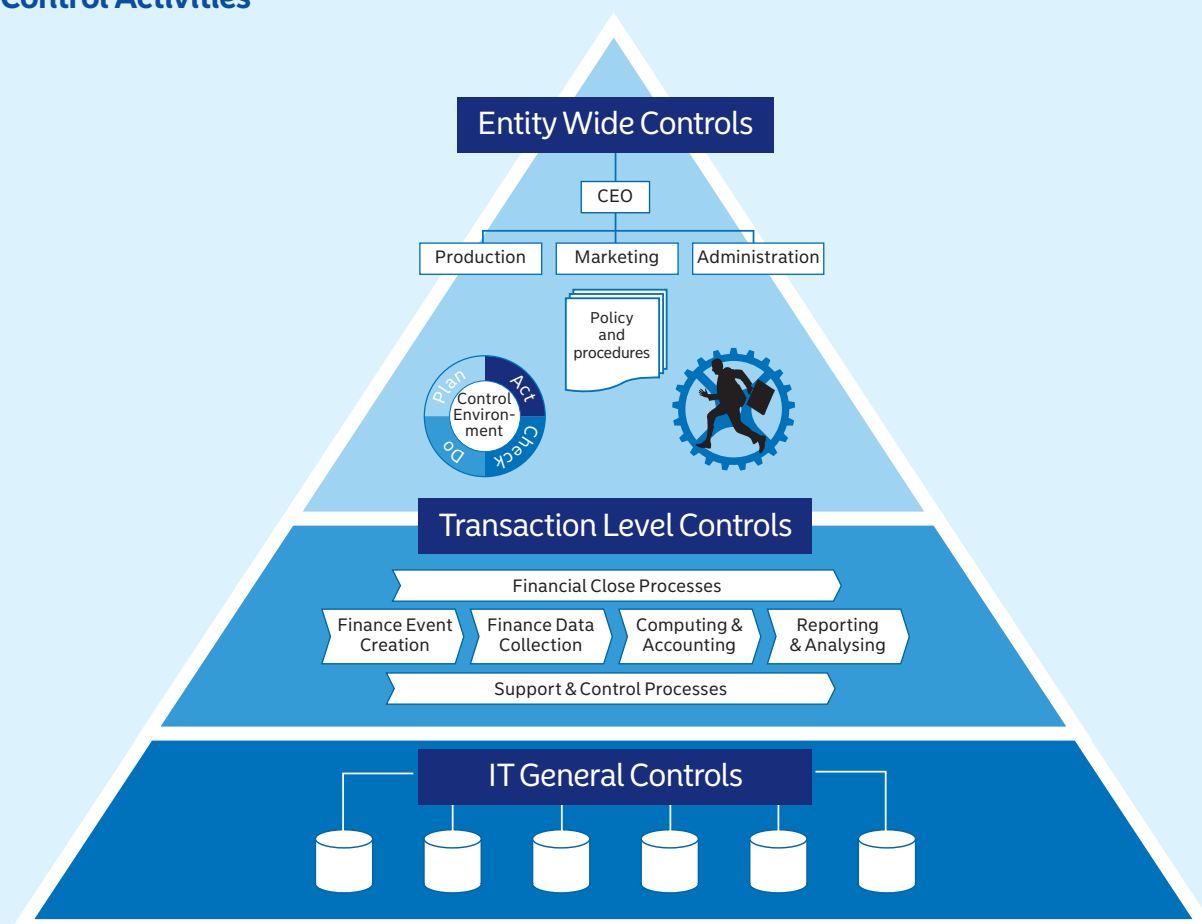 Control Activities
Entity Wide Controls
CEO
Production
Marketing
Administration
Policy
and
procedures
Plan
Act
Control
Environ-
ment
Do
Check
Transaction Level Controls
Financial Close Processes
Finance Event
Creation
Finance Data
Collection
Computing &
Accounting
Reporting
& Analysing
Support & Control Processes
IT General Controls